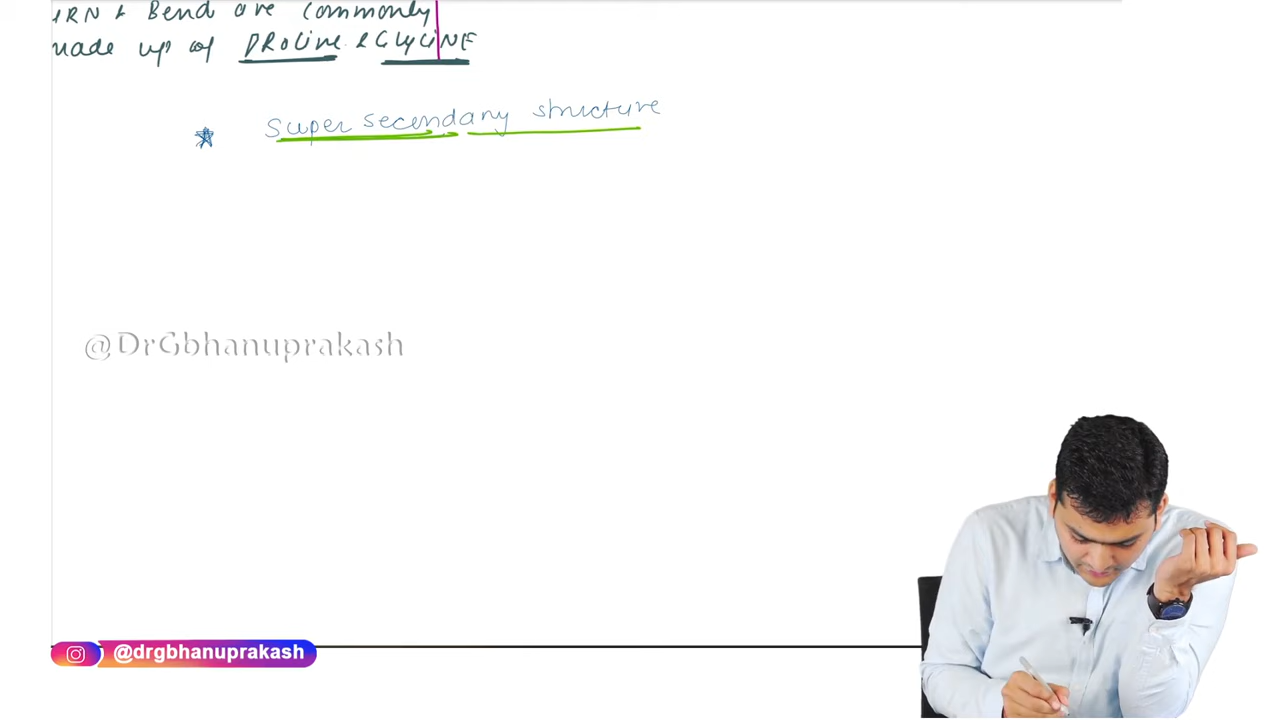 Bend are commonly
made up of PROLINE & GLYCINE
Super secondary structure
@DrGbhanuprakash
@drgbhanuprakash